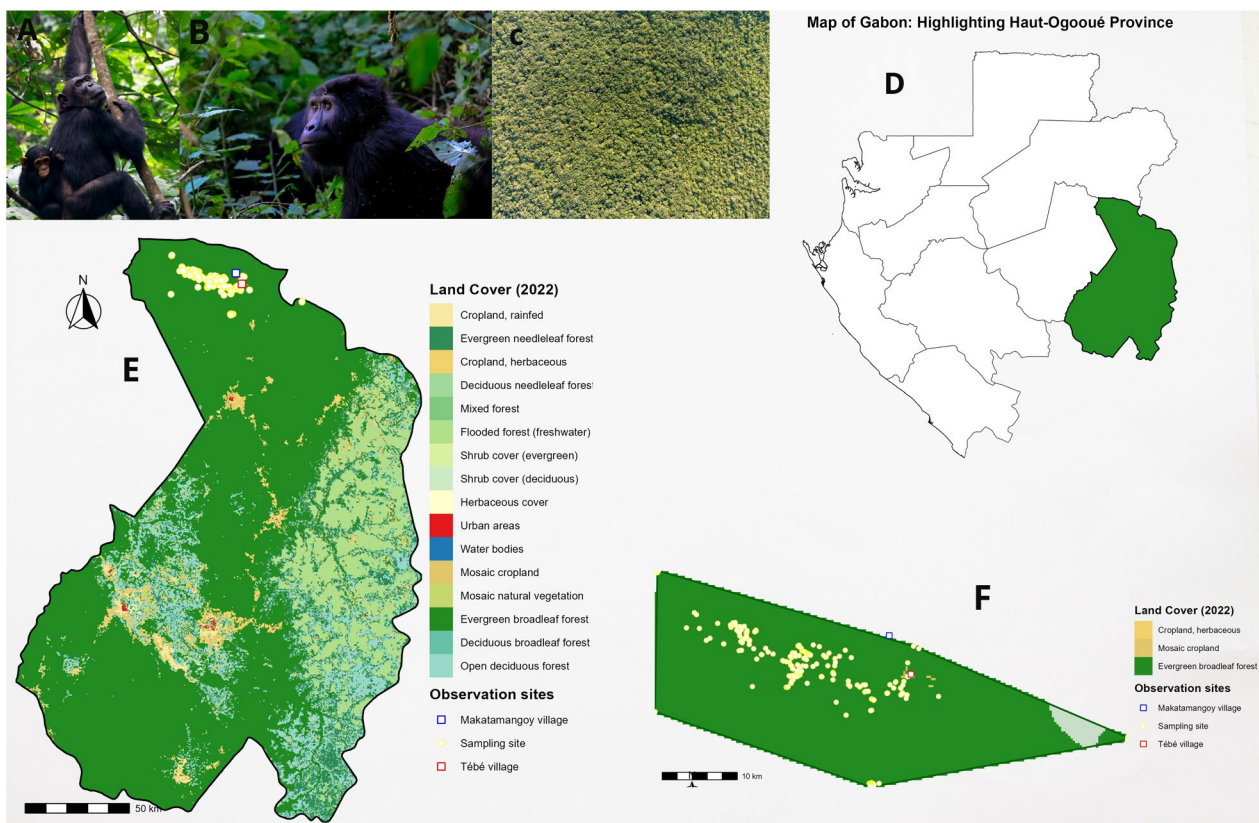 A
B
c
Map of Gabon: Highlighting Haut-Ogooué Province
D
N
E
Land Cover (2022)
Cropland, rainfed
Evergreen needleleaf forest
Cropland, herbaceous
Deciduous needleleaf fores
Mixed forest
Flooded forest (freshwater)
Shrub cover (evergreen)
Shrub cover (deciduous)
Herbaceous cover
Urban areas
Water bodies
Mosaic cropland
Mosaic natural vegetation
Evergreen broadleaf forest
Deciduous broadleaf forest
Open deciduous forest
Observation sites
Makatamangoy village
Sampling site
Tébé village
50 km
F
Land Cover (2022)
Cropland, herbaceous
Mosaic cropland
Evergreen broadleaf forest
Observation sites
Makatamangoy village
Sampling site
Tébé village
10 km